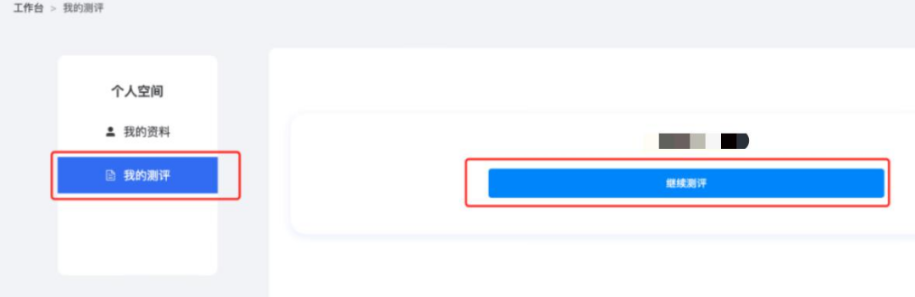 工作台 > 我的测评
个人空间
我的资料
我的测评
继续测评